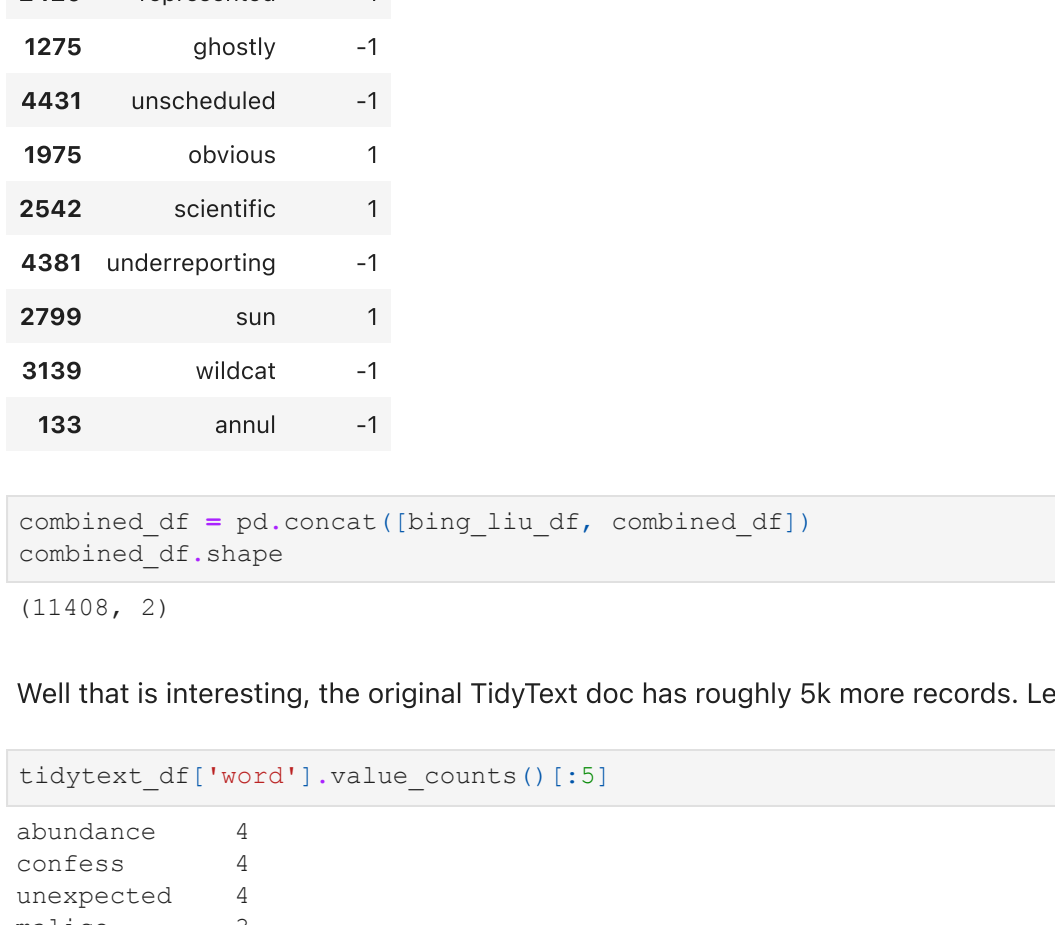 1275 ghostly -1
4431 unscheduled -1
1975 obvious 1
2542 scientific 1
4381 underreporting -1
2799 sun 1
3139 wildcat -1
133 annul -1
combined_df = pd.concat([bing_liu_df, combined_df])
combined_df.shape
(11408, 2)
Well that is interesting, the original TidyText doc has roughly 5k more records. Le
tidytext_df['word'].value_counts()[:5]
abundance 4
confess 4
unexpected 4